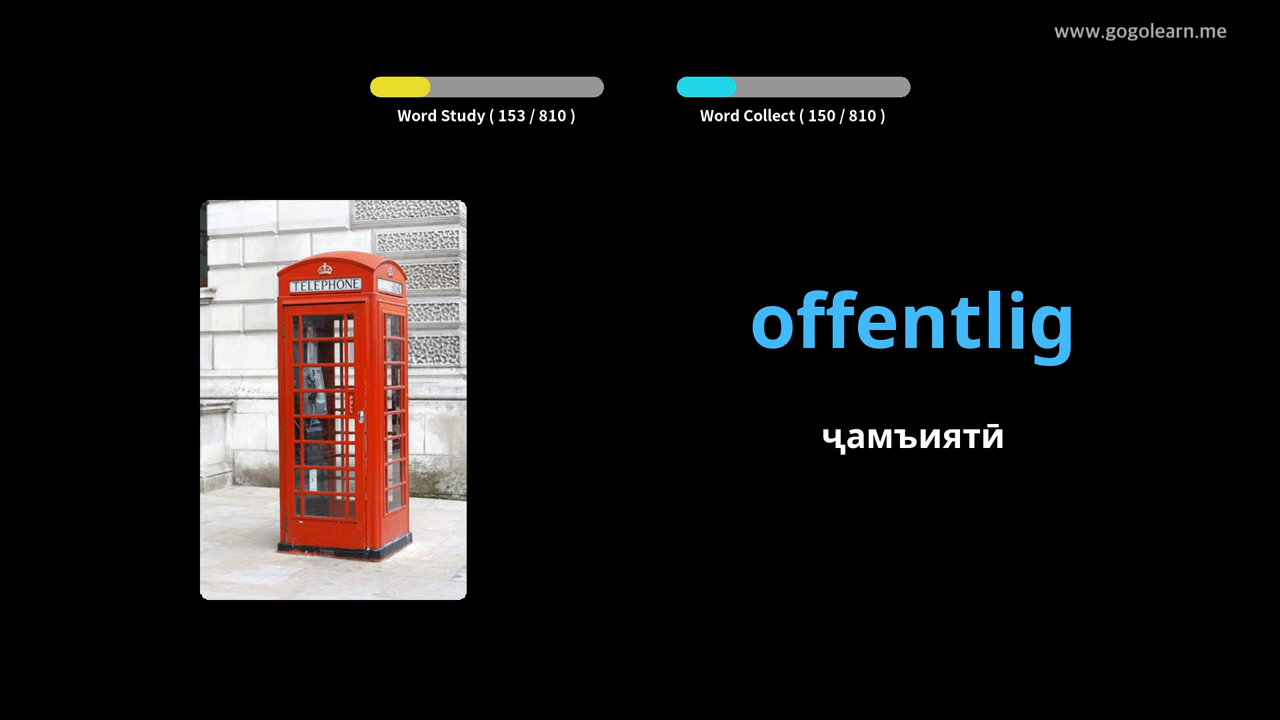 www.gogolearn.me
Word Study ( 153 / 810 )
Word Collect ( 150 / 810 )
TELEPHONE
offentlig
ҷамъиятӣ